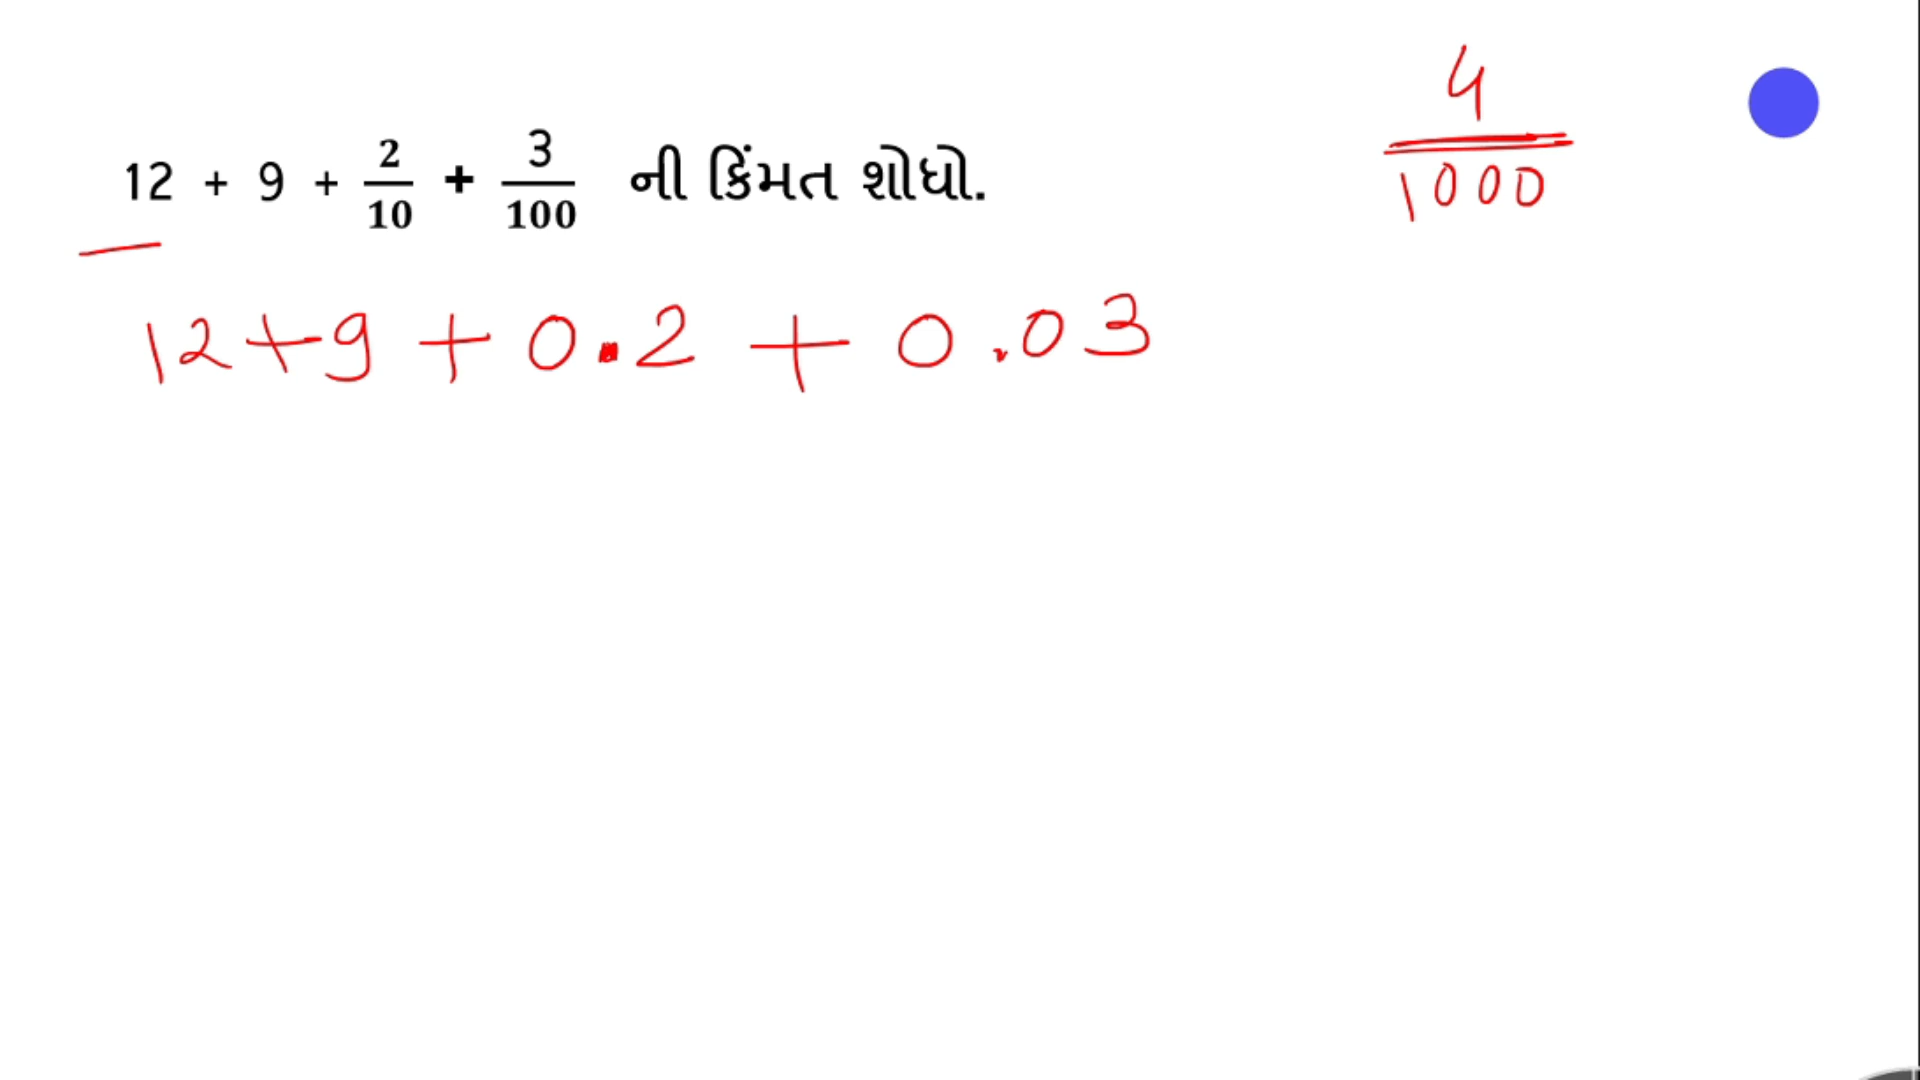 12 + 9 + 2/10 + 3/100 ની કિંમત શોધો.
4/1000
12+9 + 0.2 + 0.03